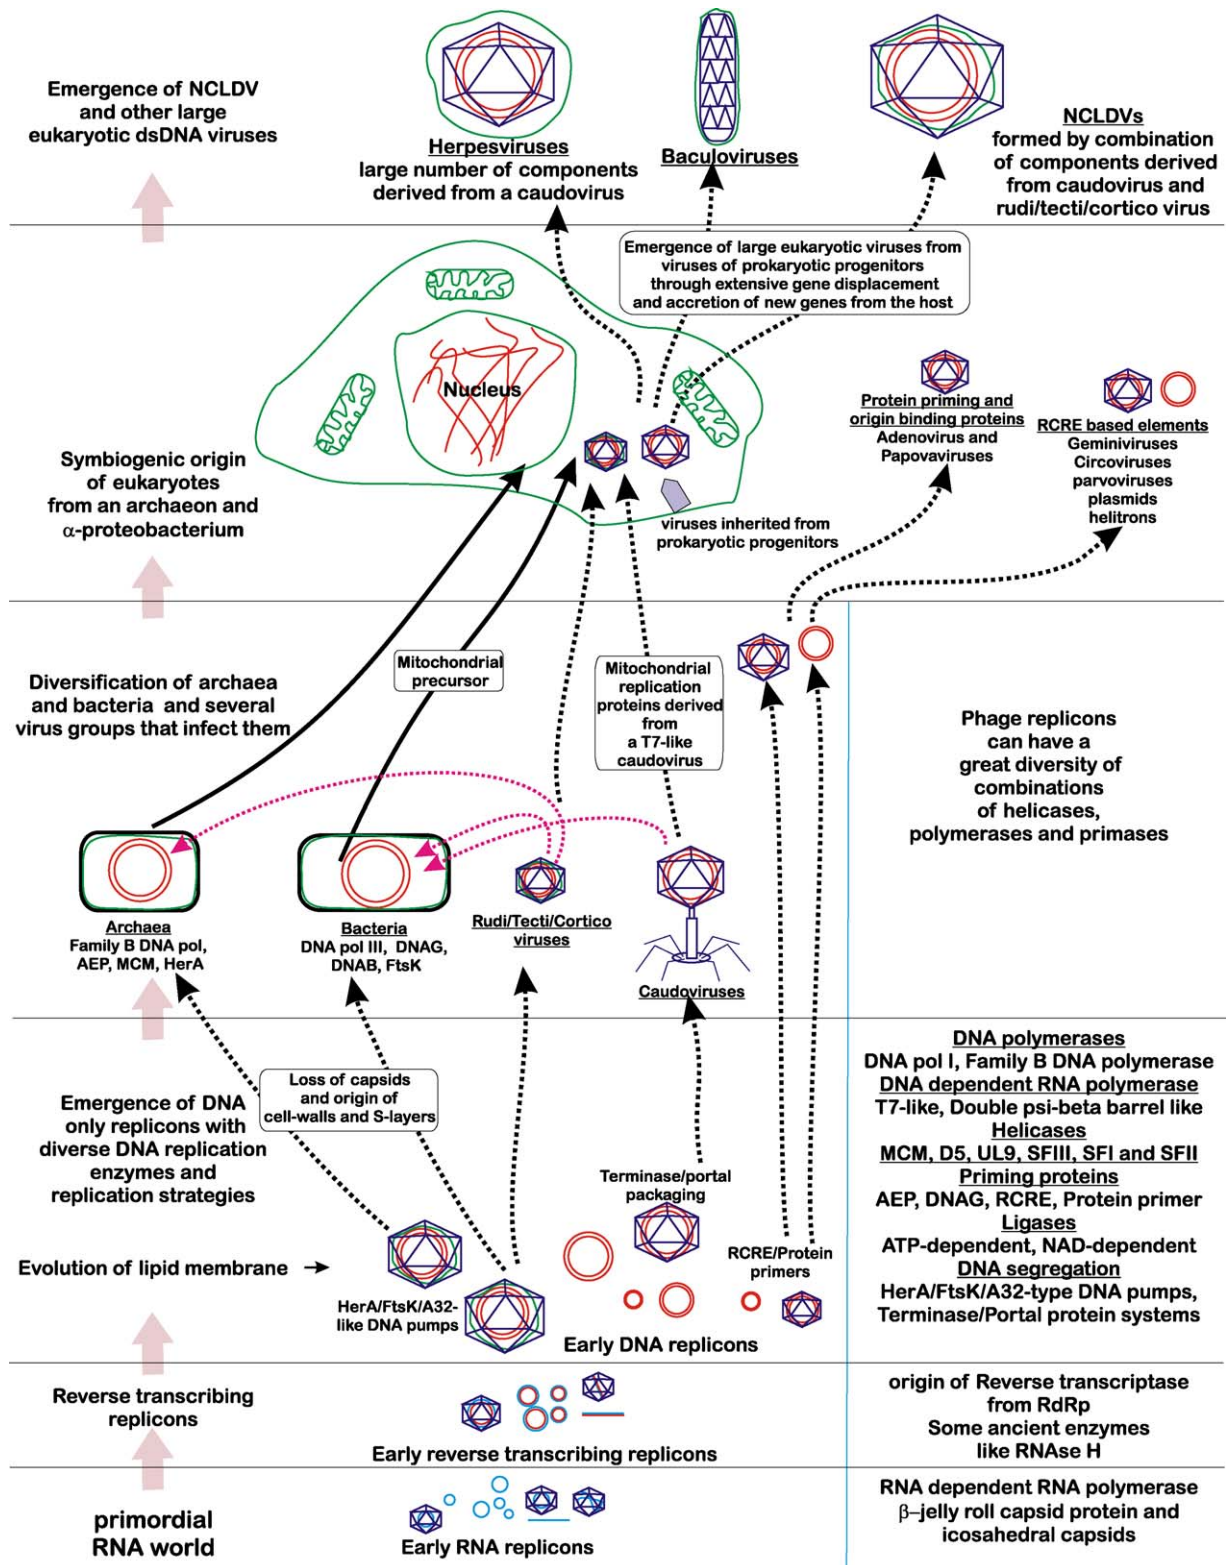 Emergence of NCLDV
and other large
eukaryotic dsDNA viruses
Herpesviruses
large number of components
derived from a caudovirus
Baculoviruses
NCLDVs
formed by combination
of components derived
from caudovirus and
rudi/tecti/cortico virus
Emergence of large eukaryotic viruses from
viruses of prokaryotic progenitors
through extensive gene displacement
and accretion of new genes from the host
Symbiogenic origin
of eukaryotes
from an archaeon and
α-proteobacterium
Nucleus
viruses inherited from
prokaryotic progenitors
Protein priming and
origin binding proteins
Adenovirus and
Papovaviruses
RCRE based elements
Geminiviruses
Circoviruses
parvoviruses
plasmids
helitrons
Diversification of archaea
and bacteria and several
virus groups that infect them
Mitochondrial
precursor
Mitochondrial
replication
proteins derived
from
a T7-like
caudovirus
Phage replicons
can have a
great diversity of
combinations
of helicases,
polymerases and primases
Archaea
Family B DNA pol,
AEP, MCM, HerA
Bacteria
DNA pol III, DNAG,
DNAB, FtsK
Rudi/Tecti/Cortico
viruses
Caudoviruses
Emergence of DNA
only replicons with
diverse DNA replication
enzymes and
replication strategies
Loss of capsids
and origin of
cell-walls and S-layers
Evolution of lipid membrane
HerA/FtsK/A32-
like DNA pumps
Terminase/portal
packaging
RCRE/Protein
primers
Early DNA replicons
DNA polymerases
DNA pol I, Family B DNA polymerase
DNA dependent RNA polymerase
T7-like, Double psi-beta barrel like
Helicases
MCM, D5, UL9, SFIII, SFI and SFII
Priming proteins
AEP, DNAG, RCRE, Protein primer
Ligases
ATP-dependent, NAD-dependent
DNA segregation
HerA/FtsK/A32-type DNA pumps,
Terminase/Portal protein systems
Reverse transcribing
replicons
Early reverse transcribing replicons
origin of Reverse transcriptase
from RdRp
Some ancient enzymes
like RNAse H
primordial
RNA world
Early RNA replicons
RNA dependent RNA polymerase
β–jelly roll capsid protein and
icosahedral capsids